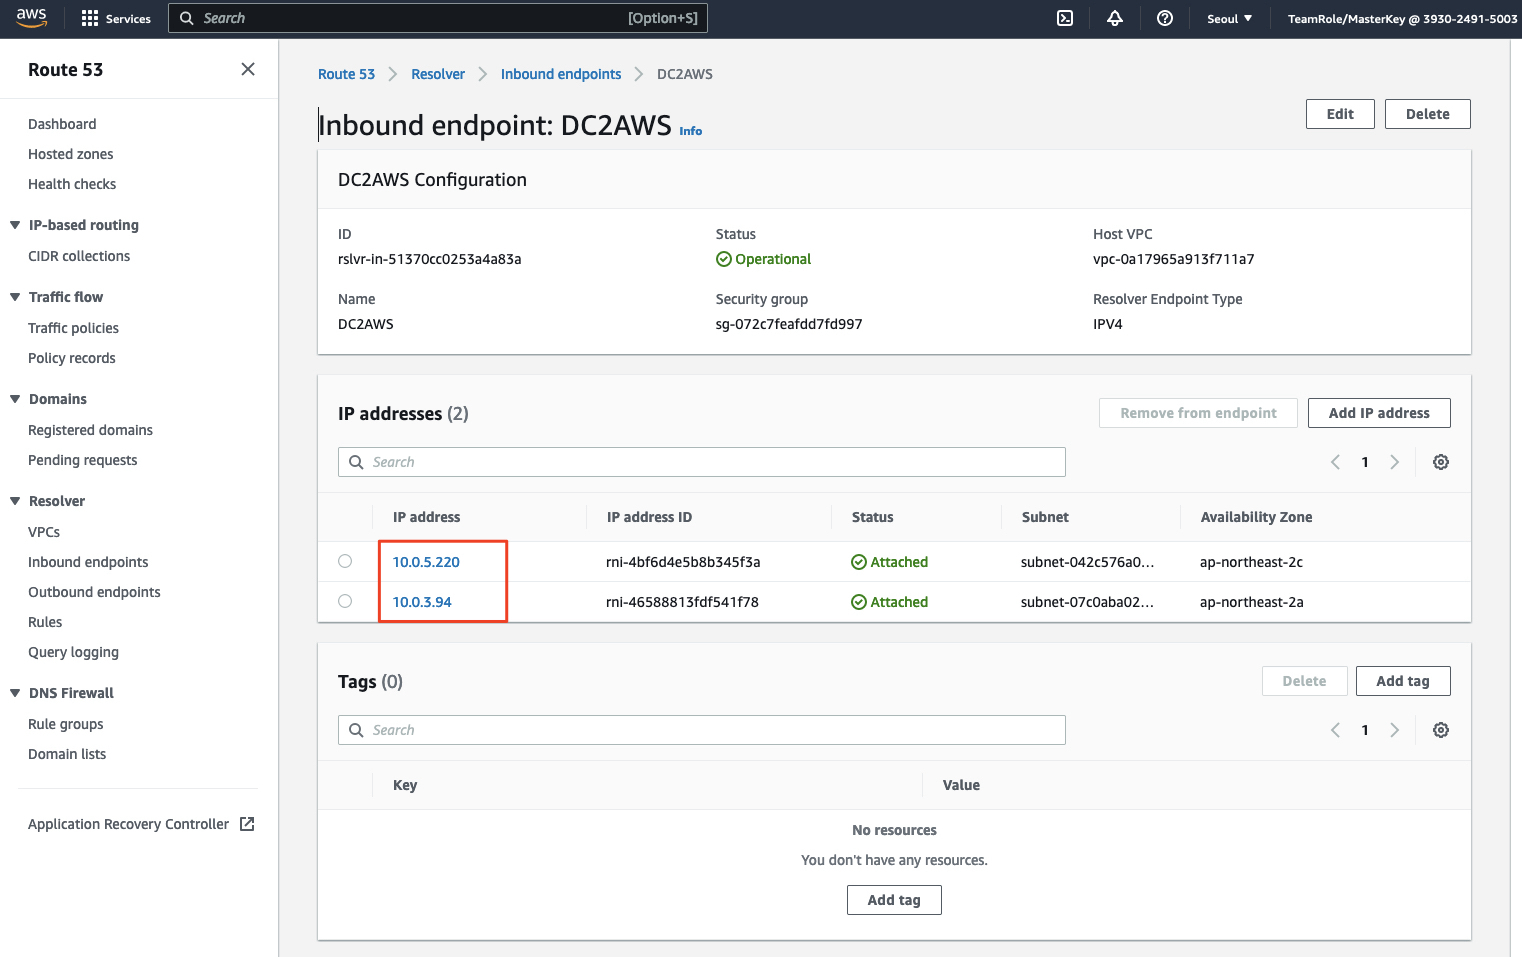 aws Services Search [Option+S] Seoul ▼ TeamRole/MasterKey @ 3930-2491-5003
Route 53
Dashboard
Hosted zones
Health checks
IP-based routing
CIDR collections
Traffic flow
Traffic policies
Policy records
Domains
Registered domains
Pending requests
Resolver
VPCs
Inbound endpoints
Outbound endpoints
Rules
Query logging
DNS Firewall
Rule groups
Domain lists
Application Recovery Controller
Route 53 > Resolver > Inbound endpoints > DC2AWS
Inbound endpoint: DC2AWS Info
Edit Delete
DC2AWS Configuration
ID Status Host VPC
rslvr-in-51370cc0253a4a83a Operational vpc-0a17965a913f711a7
Name Security group Resolver Endpoint Type
DC2AWS sg-072c7feafdd7fd997 IPV4
IP addresses (2) Remove from endpoint Add IP address
Search 1
IP address IP address ID Status Subnet Availability Zone
10.0.5.220 rni-4bf6d4e5b8b345f3a Attached subnet-042c576a0... ap-northeast-2c
10.0.3.94 rni-46588813fdf541f78 Attached subnet-07c0aba02... ap-northeast-2a
Tags (0) Delete Add tag
Search 1
Key Value
No resources
You don't have any resources.
Add tag